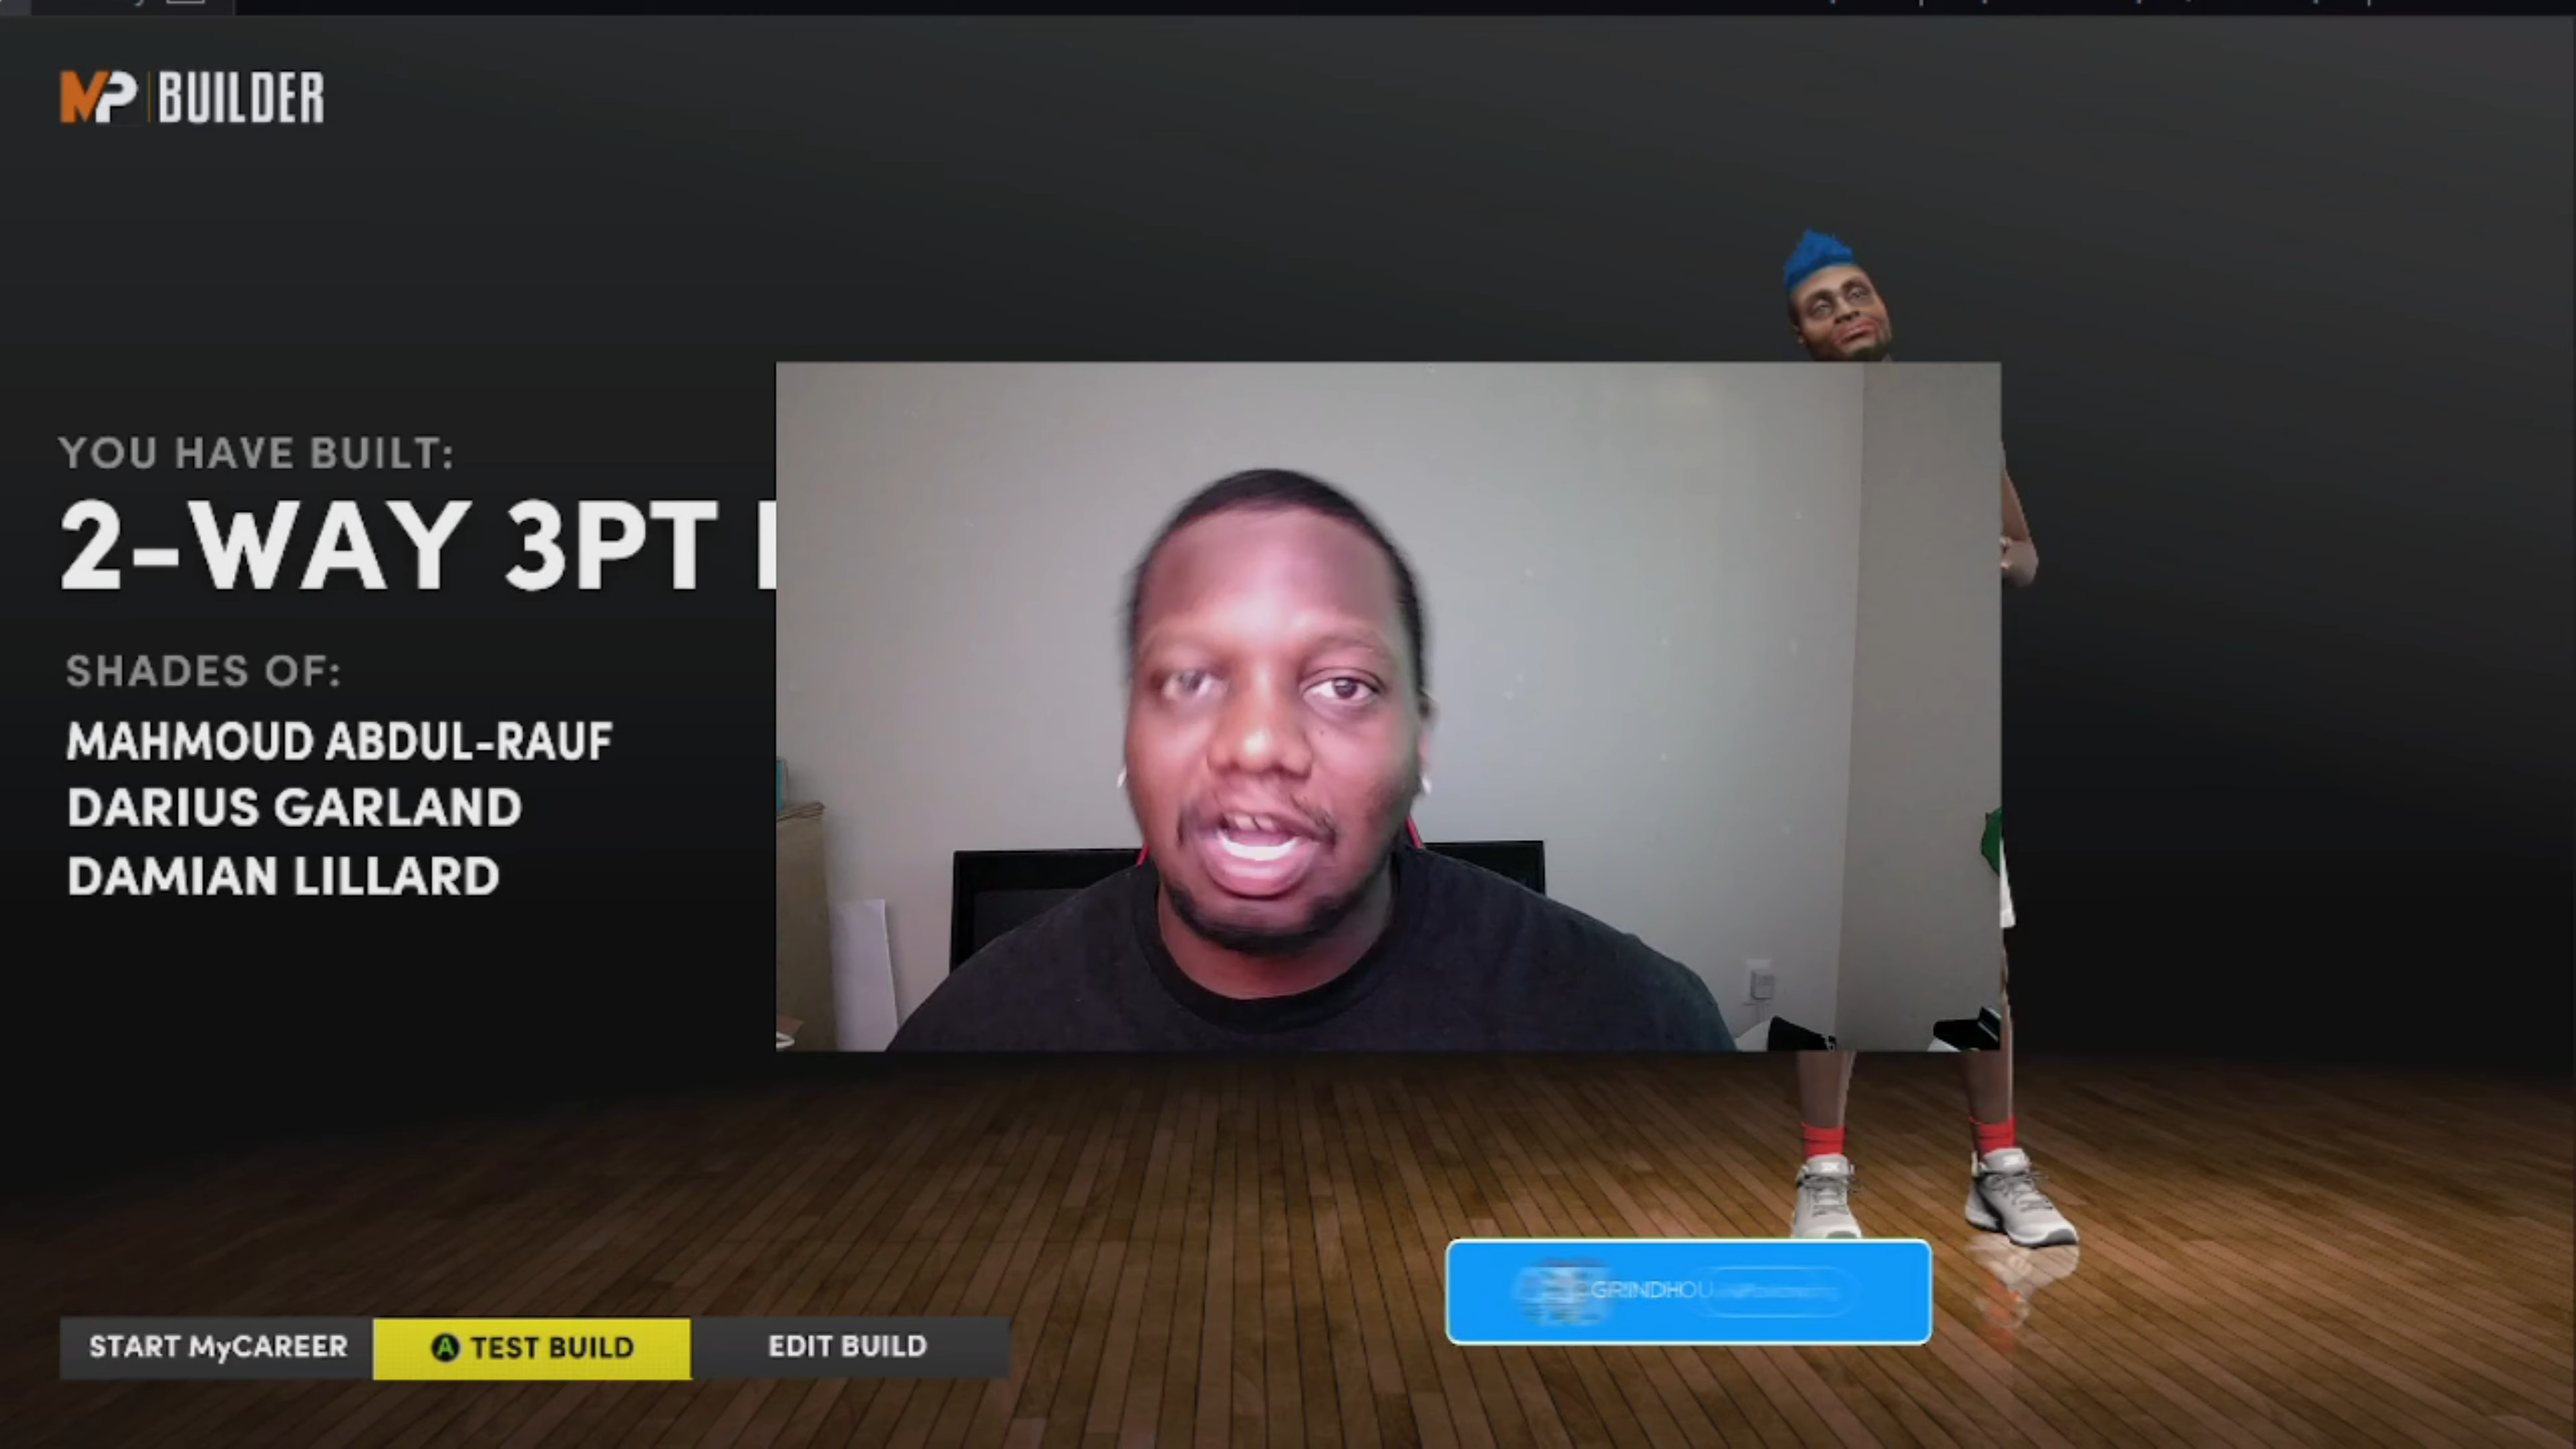 MP BUILDER
YOU HAVE BUILT:
2-WAY 3PT
SHADES OF:
MAHMOUD ABDUL-RAUF
DARIUS GARLAND
DAMIAN LILLARD
GRINDHOU
START MyCAREER
A TEST BUILD
EDIT BUILD